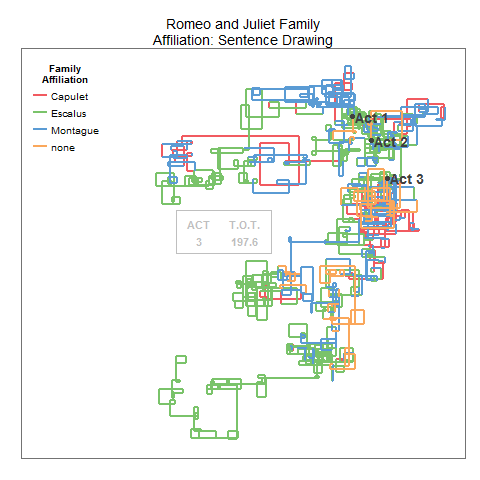 Romeo and Juliet Family
Affiliation: Sentence Drawing
Family
Affiliation
Capulet
Escalus
Montague
none
Act 1
Act 2
Act 3
ACT T.O.T.
3 197.6